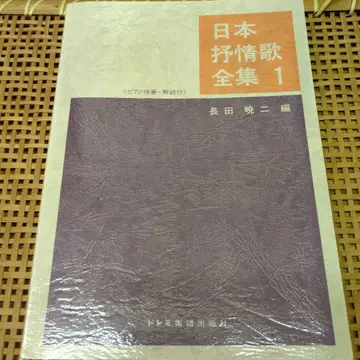 日本
抒情歌
全集 1
(ピアノ伴奏・解説付)
長田 暁二 編
ドレミ楽譜出版社